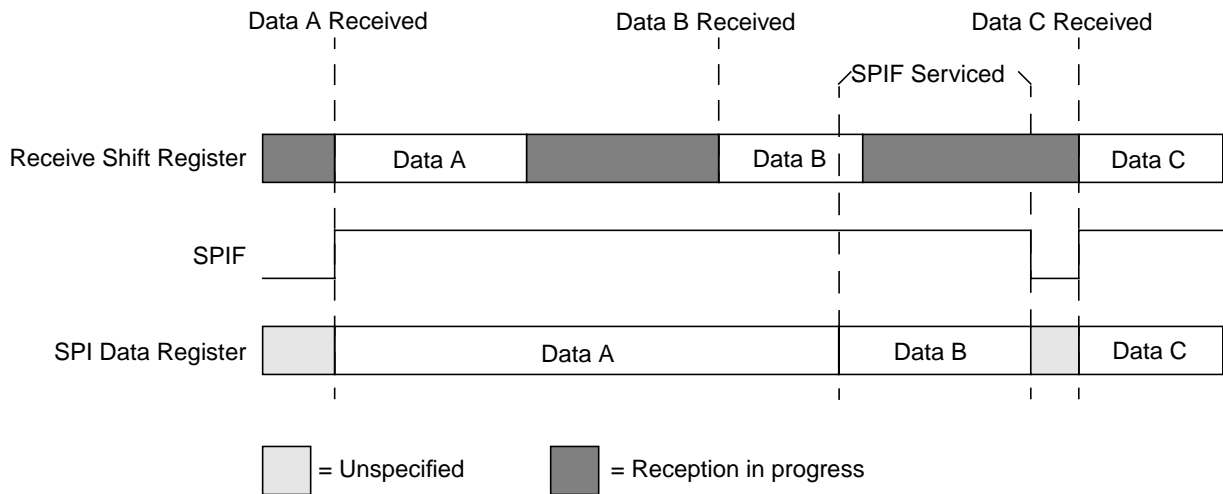 Data A Received
Data B Received
Data C Received
SPIF Serviced
Receive Shift Register
Data A
Data B
Data C
SPIF
SPI Data Register
Data A
Data B
Data C
= Unspecified
= Reception in progress